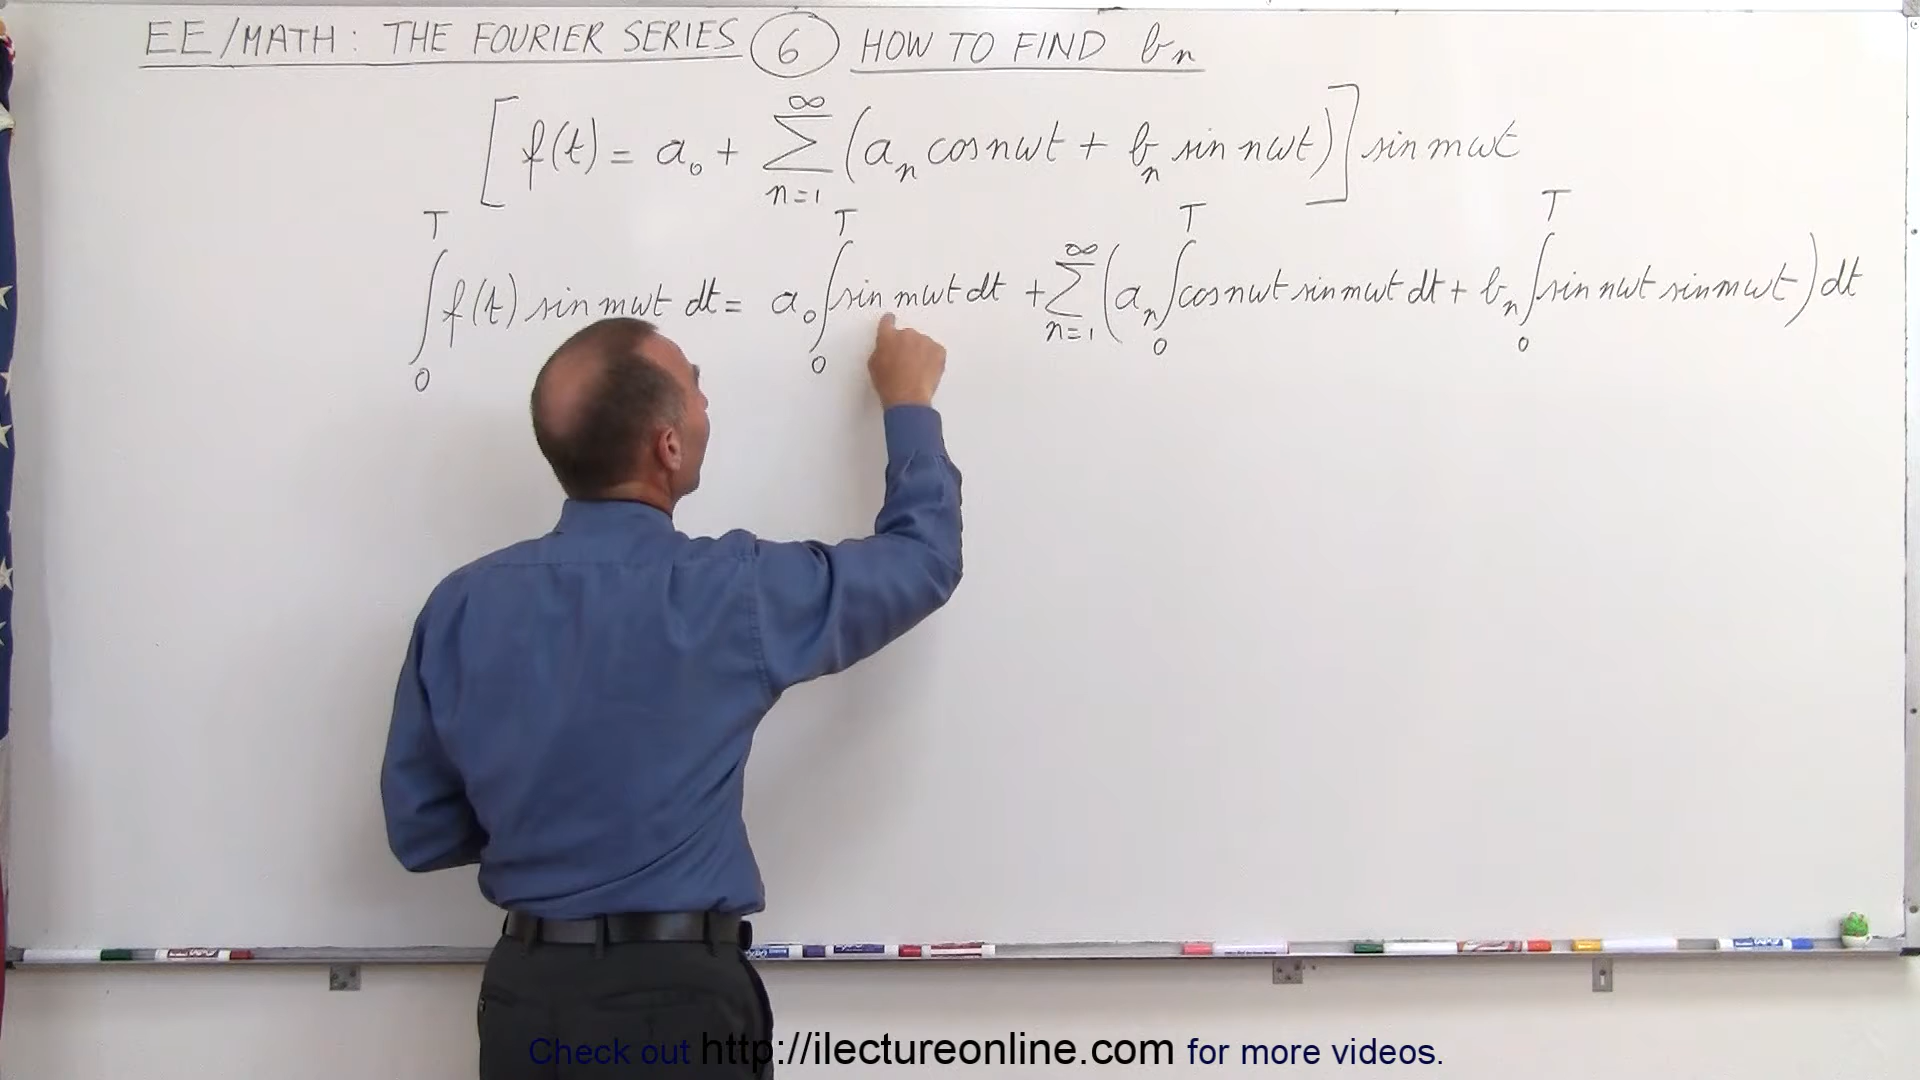 EE/MATH: THE FOURIER SERIES 6 HOW TO FIND bₙ
[f(t) = a₀ + ∑ₙ₌₁^∞ (aₙ cos nωt + bₙ sin nωt)] sin mωt
∫₀ᵀ f(t) sin mωt dt = a₀ ∫₀ᵀ sin mωt dt + ∑ₙ₌₁^∞ (aₙ ∫₀ᵀ cos nωt sin mωt dt + bₙ ∫₀ᵀ sin nωt sin mωt) dt
Check out http://ilectureonline.com for more videos.